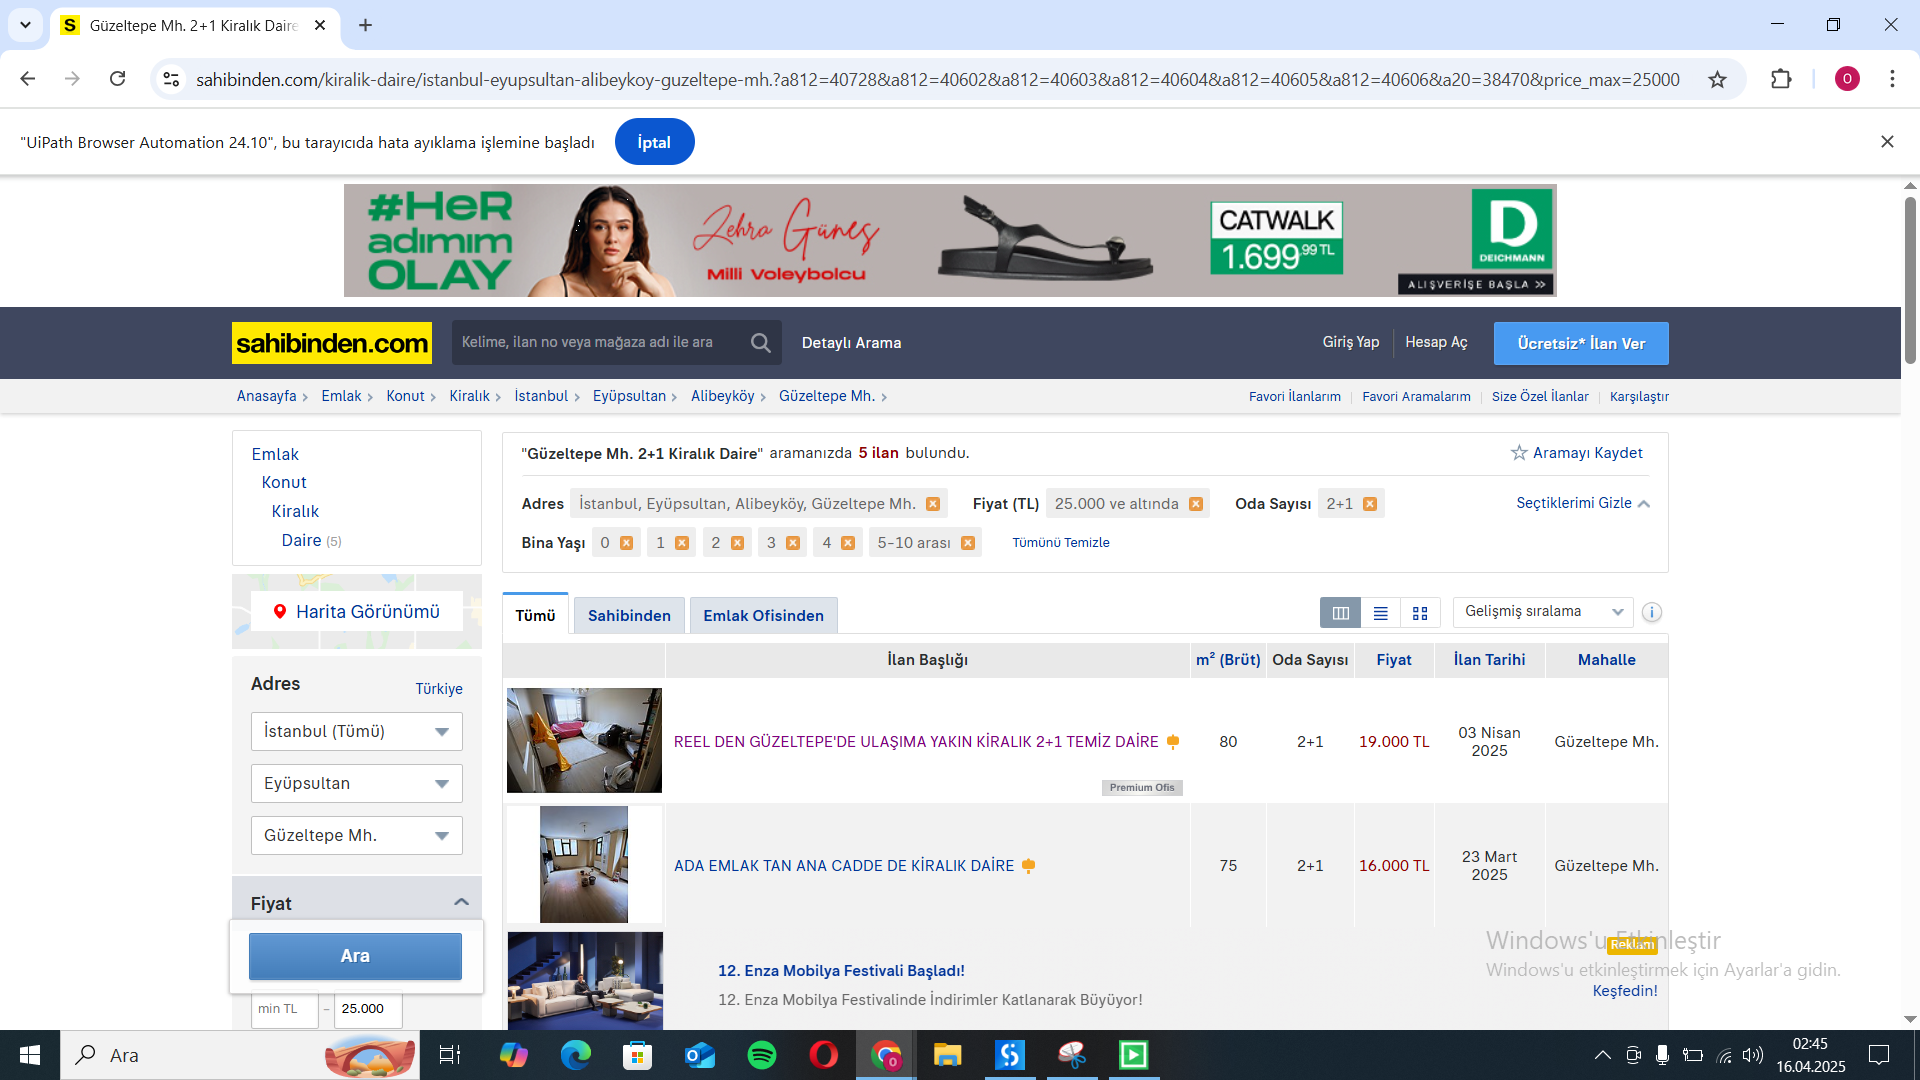 Güzeltepe Mh. 2+1 Kiralık Daire
sahibinden.com/kiralik-daire/istanbul-eyupsultan-alibeykoy-guzeltepe-mh.?a812=40728&a812=40602&a812=40603&a812=40604&a812=40605&a812=40606&a20=38470&price_max=25000
O
"UiPath Browser Automation 24.10", bu tarayıcıda hata ayıklama işlemine başladı
İptal
#HeR
adımım
OLAY
Zehra Güneş
Milli Voleybolcu
CATWALK
1.699,99 TL
D
DEICHMANN
ALIŞVERİŞE BAŞLA >>
sahibinden.com
Kelime, ilan no veya mağaza adı ile ara
Detaylı Arama
Giriş Yap
Hesap Aç
Ücretsiz* İlan Ver
Anasayfa > Emlak > Konut > Kiralık > İstanbul > Eyüpsultan > Alibeyköy > Güzeltepe Mh. >
Favori İlanlarım | Favori Aramalarım | Size Özel İlanlar | Karşılaştır
Emlak
Konut
Kiralık
Daire (5)
"Güzeltepe Mh. 2+1 Kiralık Daire" aramanızda 5 ilan bulundu.
Aramayı Kaydet
Adres İstanbul, Eyüpsultan, Alibeyköy, Güzeltepe Mh. Fiyat (TL) 25.000 ve altında Oda Sayısı 2+1
Seçtiklerimi Gizle
Bina Yaşı 0 1 2 3 4 5-10 arası Tümünü Temizle
Harita Görünümü
Tümü Sahibinden Emlak Ofisinden
Gelişmiş sıralama
İlan Başlığı m² (Brüt) Oda Sayısı Fiyat İlan Tarihi Mahalle
Adres
Türkiye
İstanbul (Tümü)
Eyüpsultan
Güzeltepe Mh.
REEL DEN GÜZELTEPE'DE ULAŞIMA YAKIN KİRALIK 2+1 TEMİZ DAİRE 80 2+1 19.000 TL 03 Nisan
2025 Güzeltepe Mh.
Premium Ofis
ADA EMLAK TAN ANA CADDE DE KİRALIK DAİRE 75 2+1 16.000 TL 23 Mart
2025 Güzeltepe Mh.
Fiyat
Ara
min TL – 25.000
12. Enza Mobilya Festivali Başladı!
12. Enza Mobilya Festivalinde İndirimler Katlanarak Büyüyor!
Reklam
Keşfedin!
Windows'u Etkinleştir
Windows'u etkinleştirmek için Ayarlar'a gidin.
Ara
02:45
16.04.2025